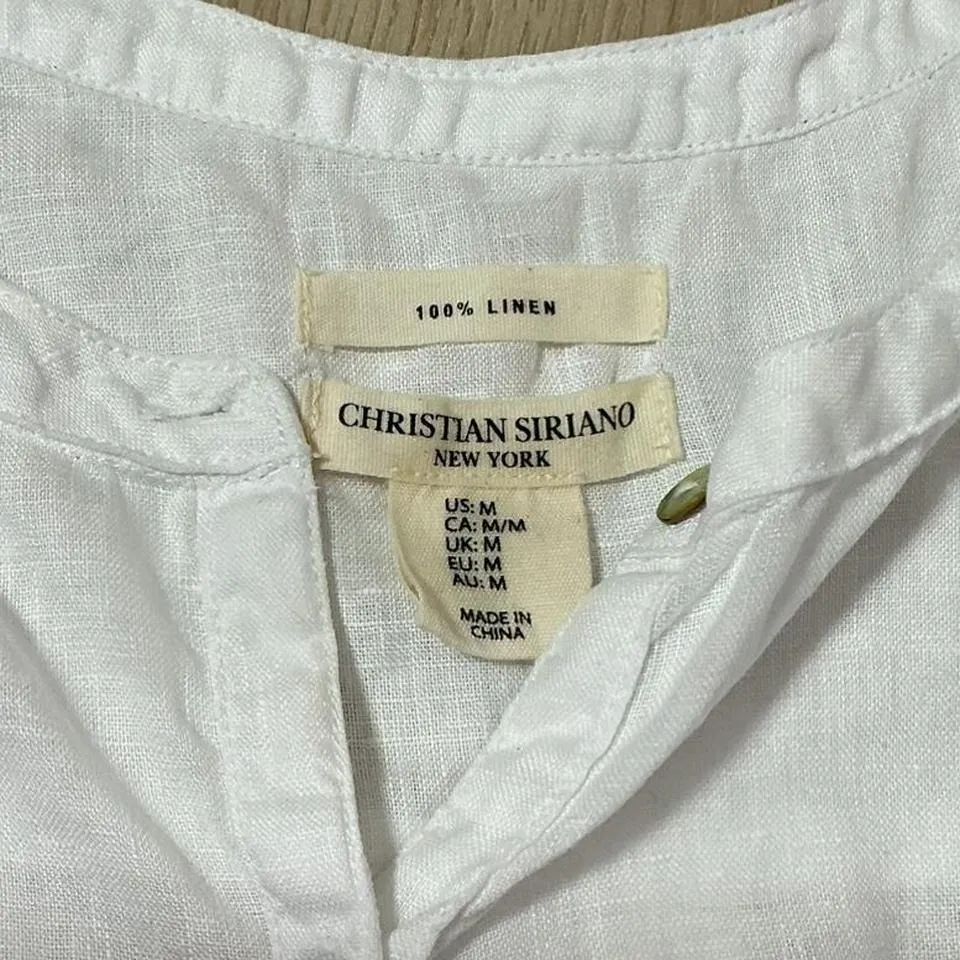 100% LINEN
CHRISTIAN SIRIANO
NEW YORK
US: M
CA: M/M
UK: M
EU: M
AU: M
MADE IN
CHINA